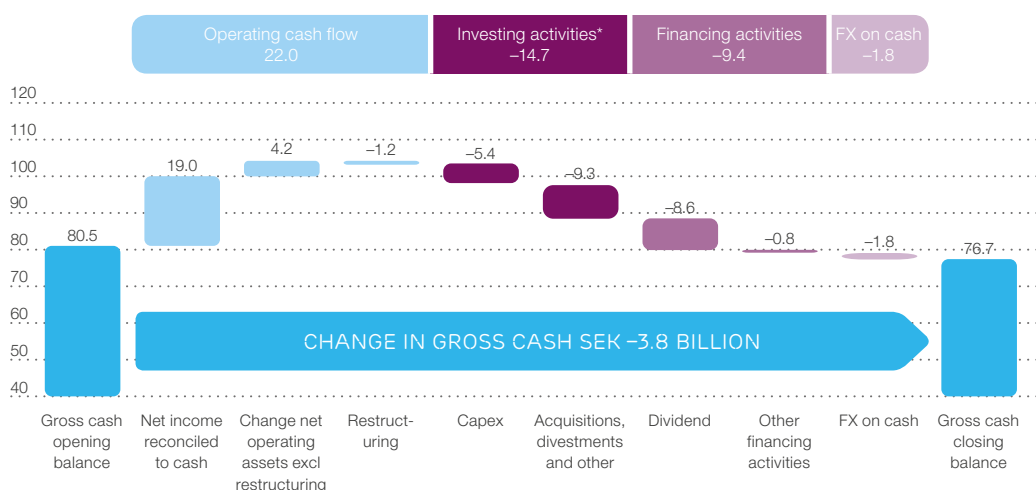 Operating cash flow
22.0
Investing activities*
–14.7
Financing activities
–9.4
FX on cash
–1.8
120
110
100
90
80
70
60
50
40
80.5
19.0
4.2
–1.2
–5.4
–9.3
–8.6
–0.8
–1.8
76.7
CHANGE IN GROSS CASH SEK –3.8 BILLION
Gross cash
opening
balance
Net income
reconciled
to cash
Change net
operating
assets excl
restructuring
Restruct-
uring
Capex
Acquisitions,
divestments
and other
Dividend
Other
financing
activities
FX on cash
Gross cash
closing
balance